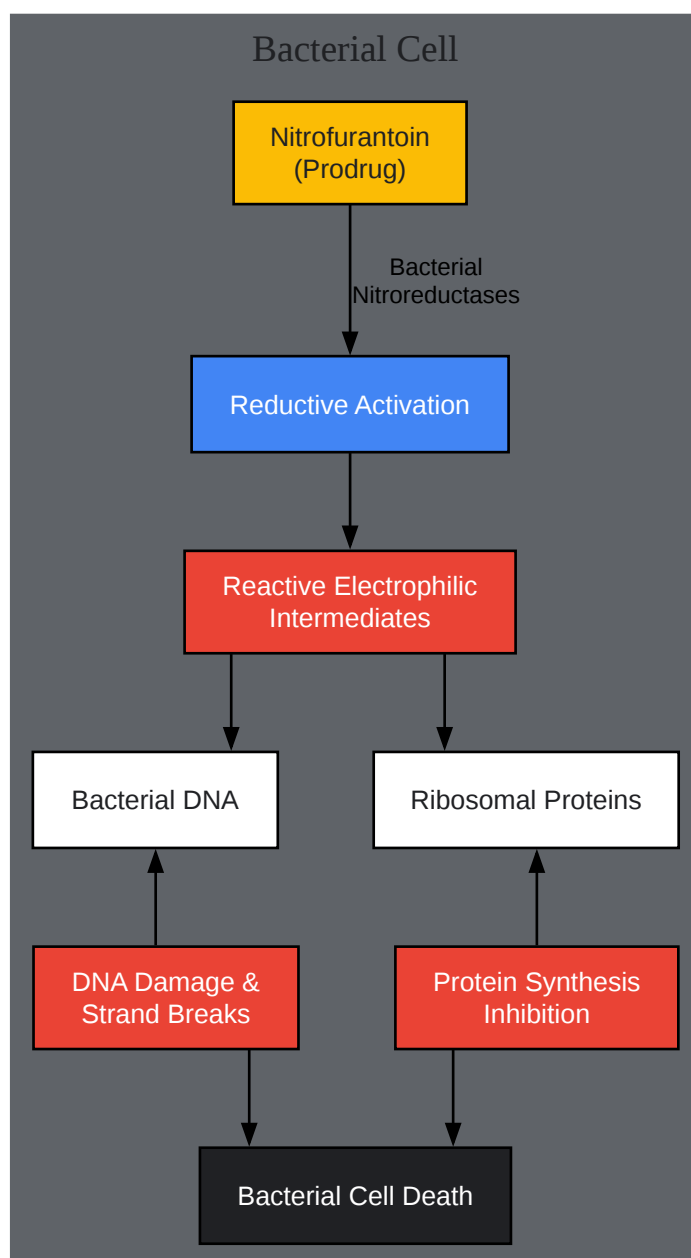 Bacterial Cell
Nitrofurantoin
(Prodrug)
Bacterial
Nitroreductases
Reductive Activation
Reactive Electrophilic
Intermediates
Bacterial DNA
Ribosomal Proteins
DNA Damage &
Strand Breaks
Protein Synthesis
Inhibition
Bacterial Cell Death